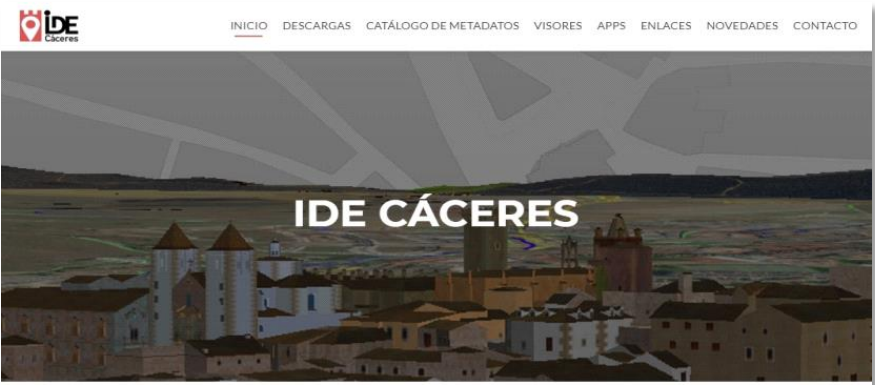 iDE
Cáceres
INICIO DESCARGAS CATÁLOGO DE METADATOS VISORES APPS ENLACES NOVEDADES CONTACTO
IDE CÁCERES